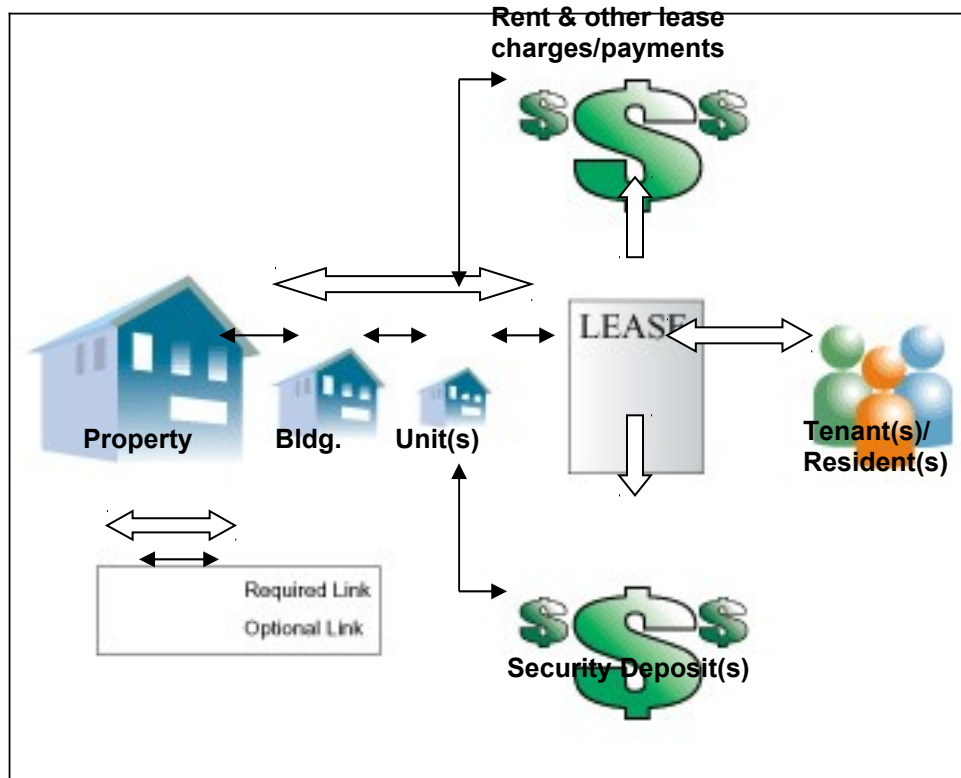 Rent & other lease
charges/payments
LEASE
Property
Bldg.
Unit(s)
Tenant(s)/
Resident(s)
Required Link
Optional Link
Security Deposit(s)